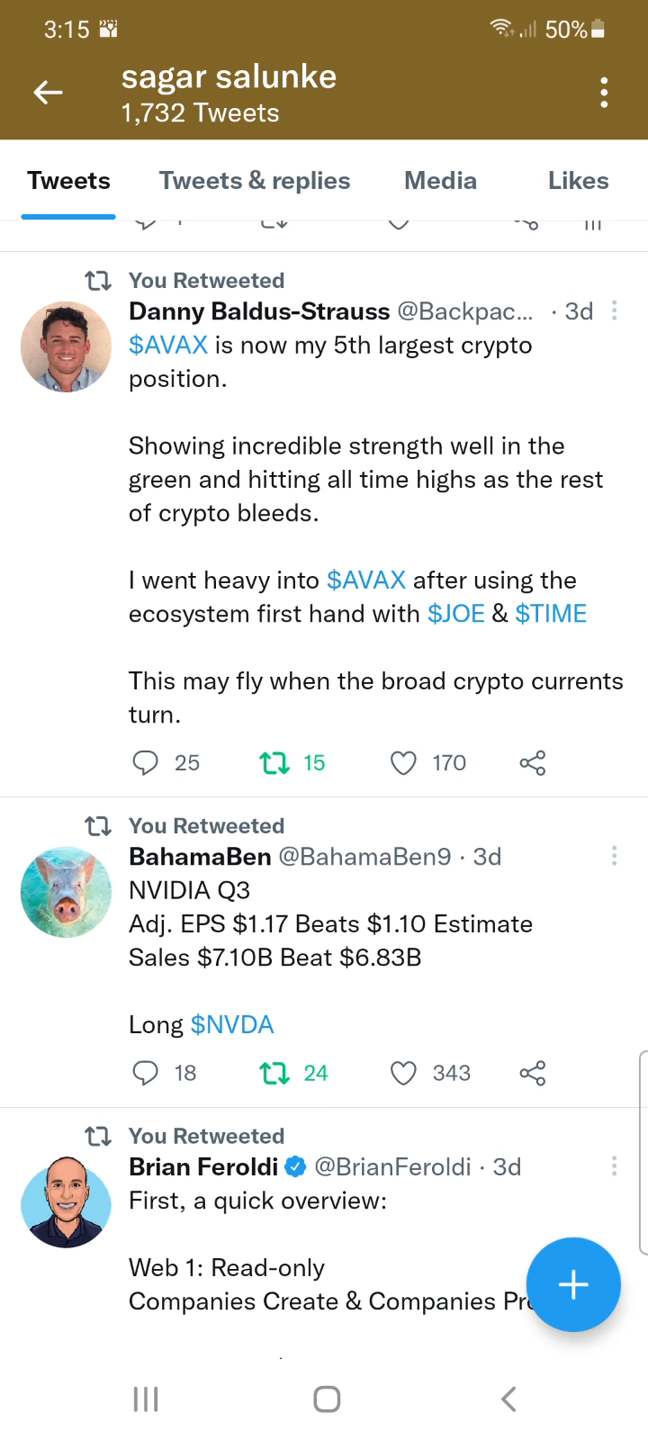 3:15 50%
sagar salunke
1,732 Tweets
Tweets Tweets & replies Media Likes
You Retweeted
Danny Baldus-Strauss @Backpac... · 3d
$AVAX is now my 5th largest crypto
position.
Showing incredible strength well in the
green and hitting all time highs as the rest
of crypto bleeds.
I went heavy into $AVAX after using the
ecosystem first hand with $JOE & $TIME
This may fly when the broad crypto currents
turn.
25 15 170
You Retweeted
BahamaBen @BahamaBen9 · 3d
NVIDIA Q3
Adj. EPS $1.17 Beats $1.10 Estimate
Sales $7.10B Beat $6.83B
Long $NVDA
18 24 343
You Retweeted
Brian Feroldi @BrianFeroldi · 3d
First, a quick overview:
Web 1: Read-only
Companies Create & Companies